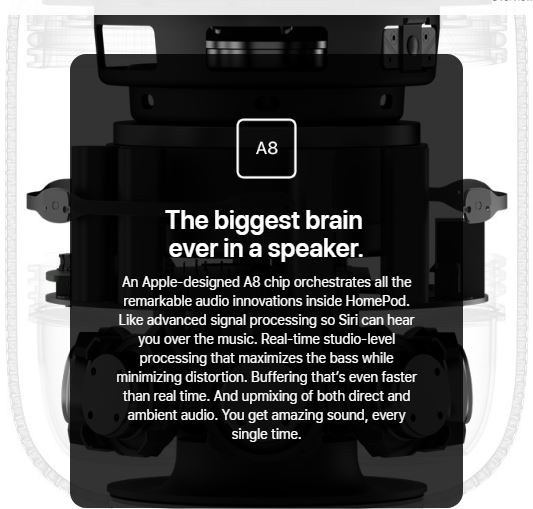 A8
The biggest brain
ever in a speaker.
An Apple-designed A8 chip orchestrates all the
remarkable audio innovations inside HomePod.
Like advanced signal processing so Siri can hear
you over the music. Real-time studio-level
processing that maximizes the bass while
minimizing distortion. Buffering that’s even faster
than real time. And upmixing of both direct and
ambient audio. You get amazing sound, every
single time.